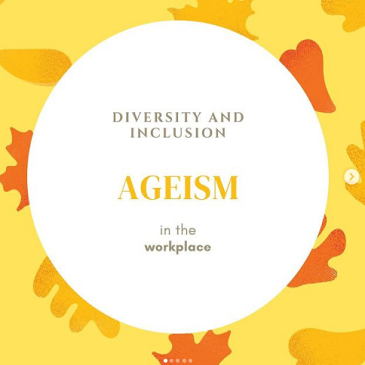 DIVERSITY AND
INCLUSION
AGEISM
in the
workplace